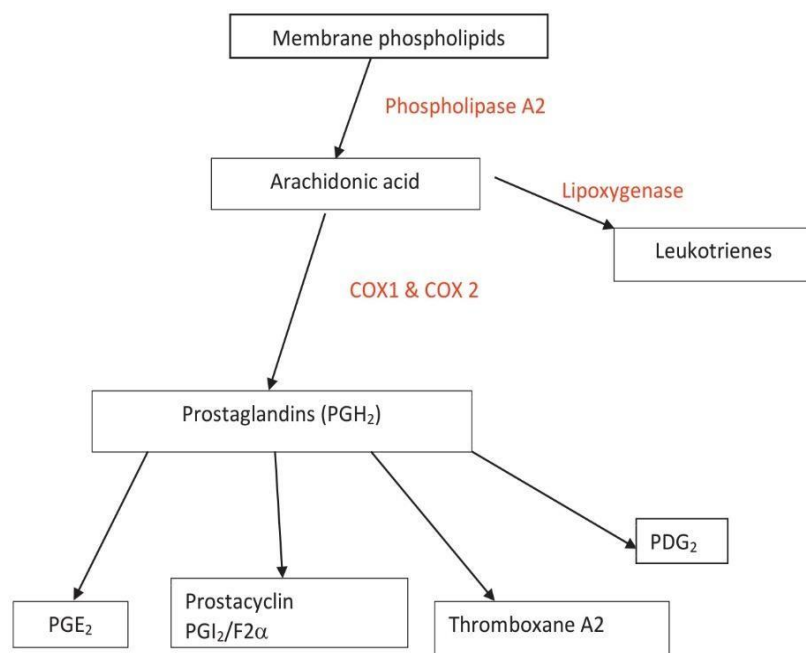 Membrane phospholipids
Phospholipase A2
Arachidonic acid
Lipoxygenase
Leukotrienes
COX1 & COX 2
Prostaglandins (PGH₂)
PDG₂
PGE₂
Prostacyclin
PGI₂/F2α
Thromboxane A2